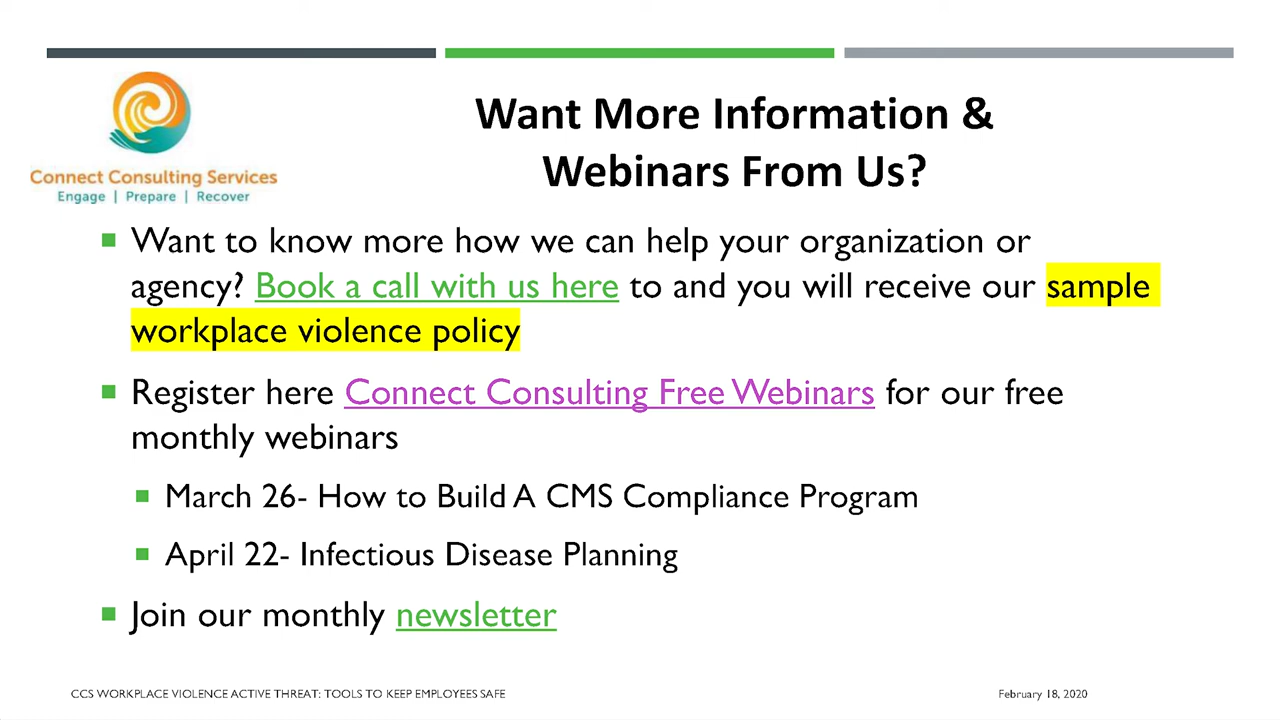 Connect Consulting Services
Engage | Prepare | Recover
Want More Information &
Webinars From Us?
Want to know more how we can help your organization or
agency? Book a call with us here to and you will receive our sample
workplace violence policy
Register here Connect Consulting Free Webinars for our free
monthly webinars
March 26- How to Build A CMS Compliance Program
April 22- Infectious Disease Planning
Join our monthly newsletter
CCS WORKPLACE VIOLENCE ACTIVE THREAT: TOOLS TO KEEP EMPLOYEES SAFE
February 18, 2020